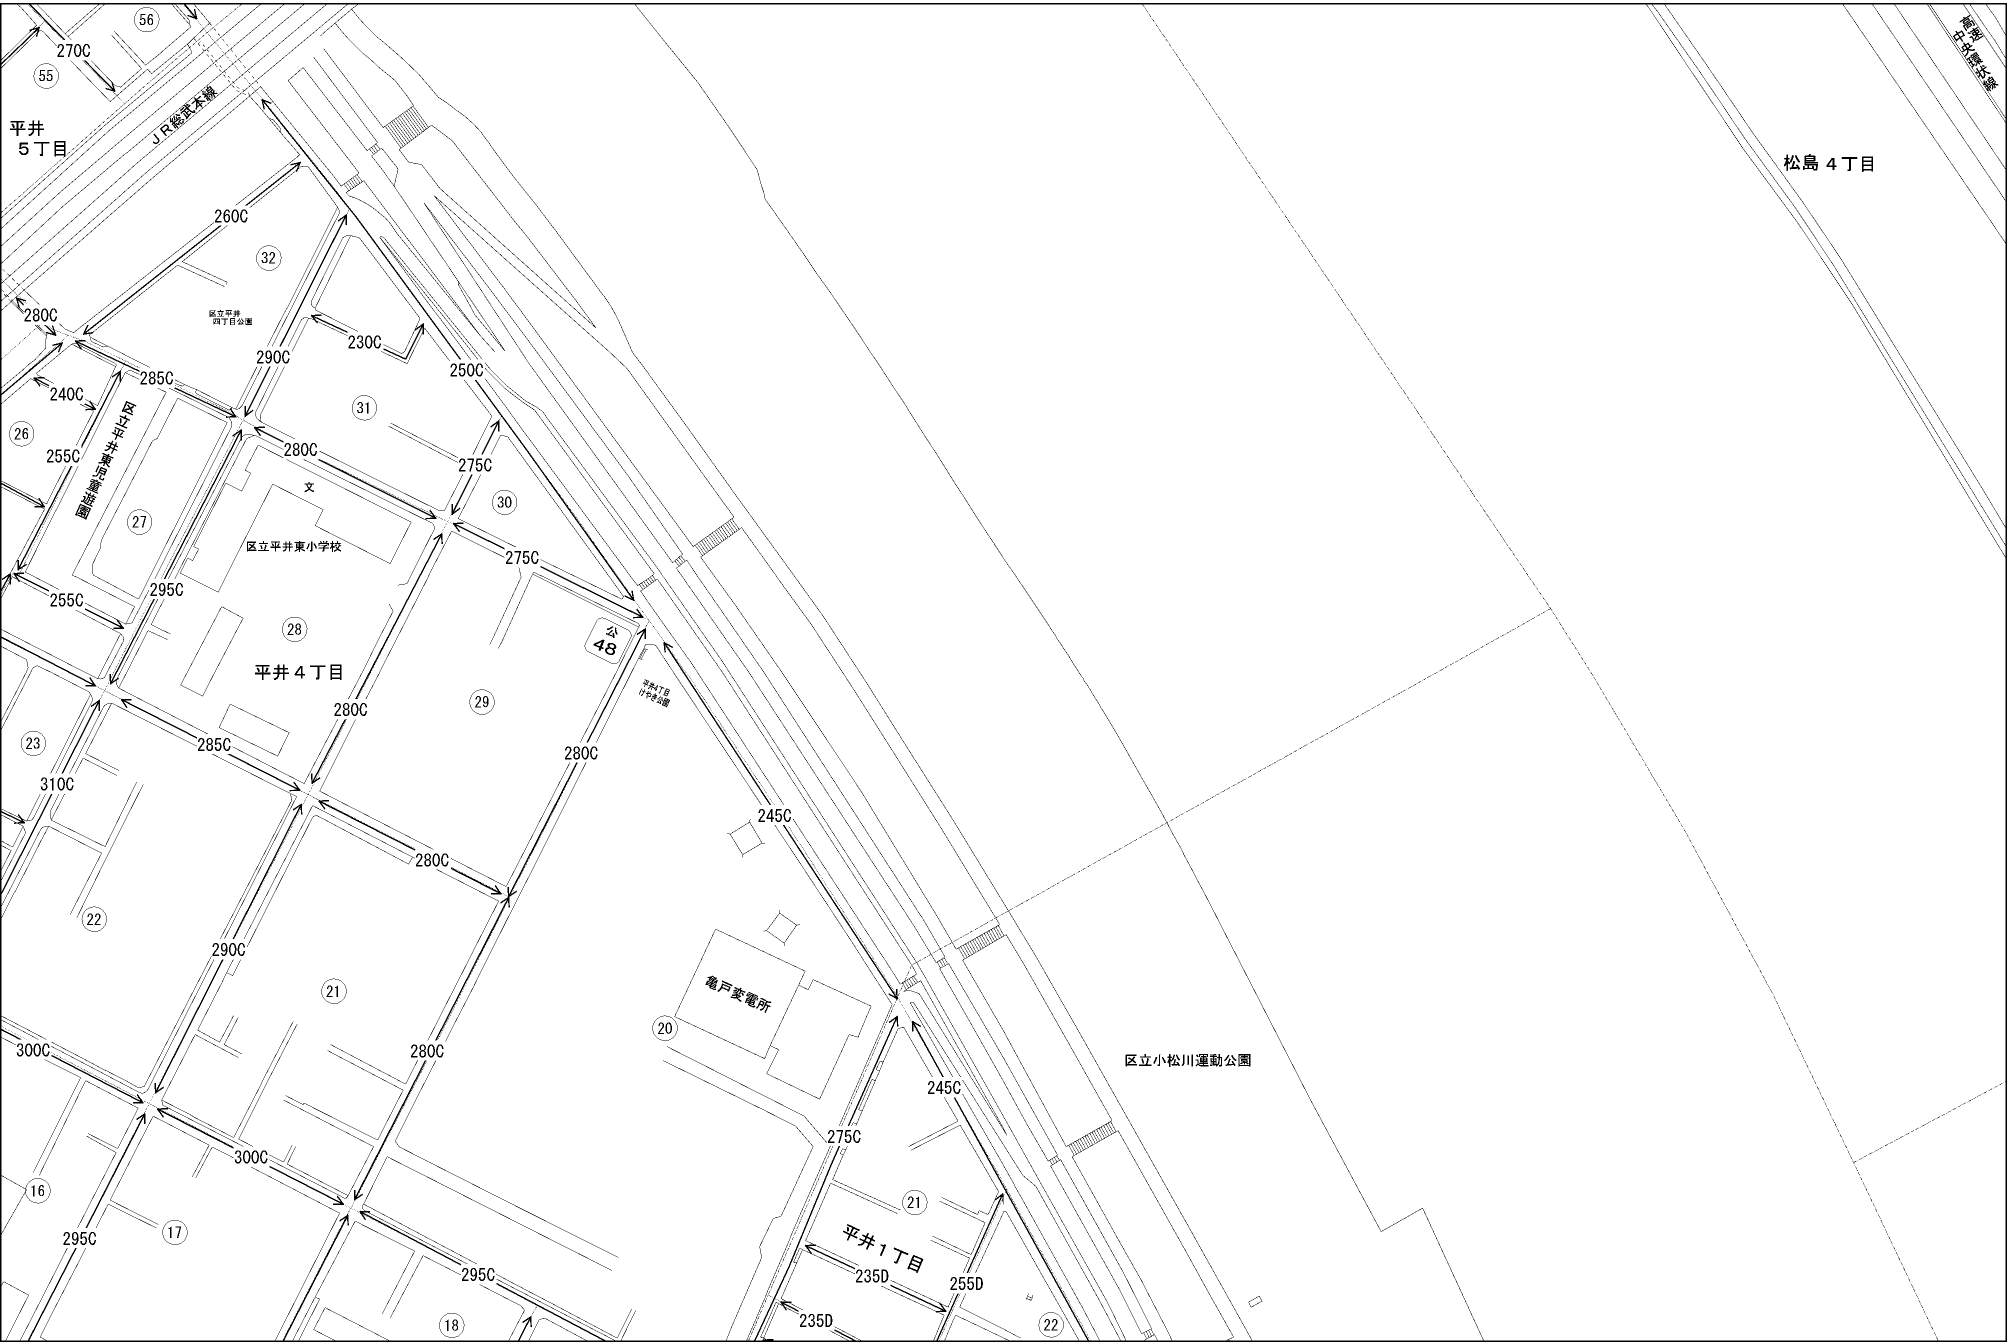 56
270C
55
JR総武本線
平井
5丁目
高速
中央環状線
松島 4丁目
260C
32
区立平井
四丁目公園
280C
290C
230C
250C
285C
240C
31
26
280C
255C
区立平井東児童遊園
275C
文
30
27
区立平井東小学校
275C
295C
255C
28
公
48
平井4丁目
平井4丁目
けやき公園
29
280C
23
285C
280C
310C
245C
280C
22
290C
21
亀戸変電所
20
300C
280C
区立小松川運動公園
245C
275C
300C
16
21
17
平井1丁目
295C
295C
235D
255D
235D
18
22